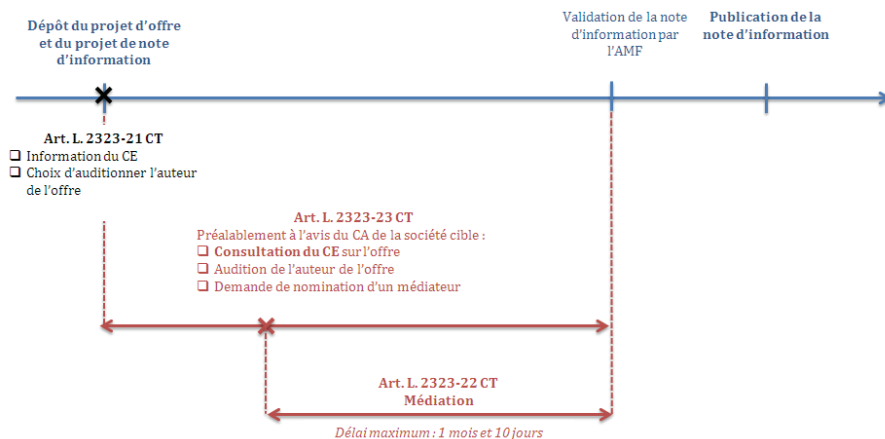 Dépôt du projet d'offre
et du projet de note
d'information
Validation de la note
d'information par
l'AMF
Publication de la
note d'information
Art. L. 2323-21 CT
Information du CE
Choix d'auditionner l'auteur
de l'offre
Art. L. 2323-23 CT
Préalablement à l'avis du CA de la société cible :
Consultation du CE sur l'offre
Audition de l'auteur de l'offre
Demande de nomination d'un médiateur
Art. L. 2323-22 CT
Médiation
Délai maximum : 1 mois et 10 jours